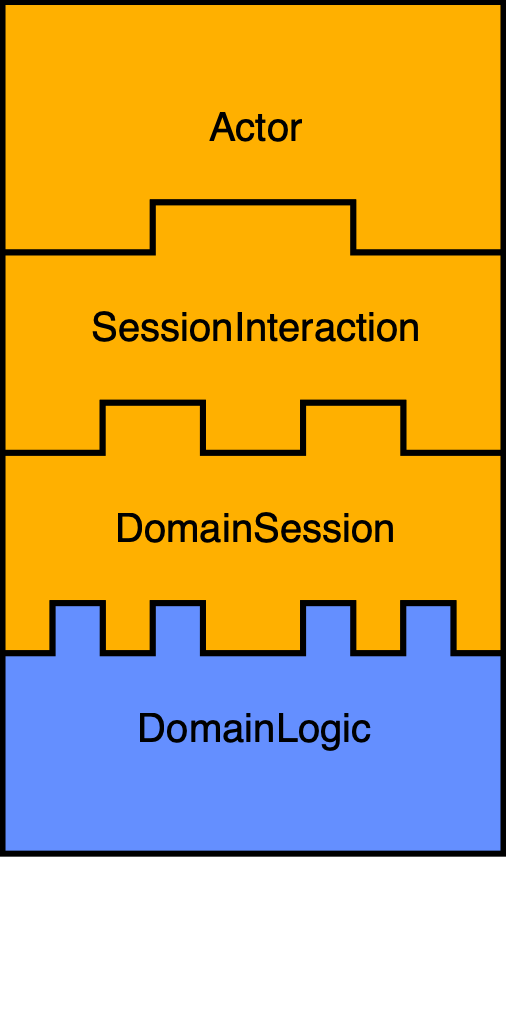 Actor
SessionInteraction
DomainSession
DomainLogic